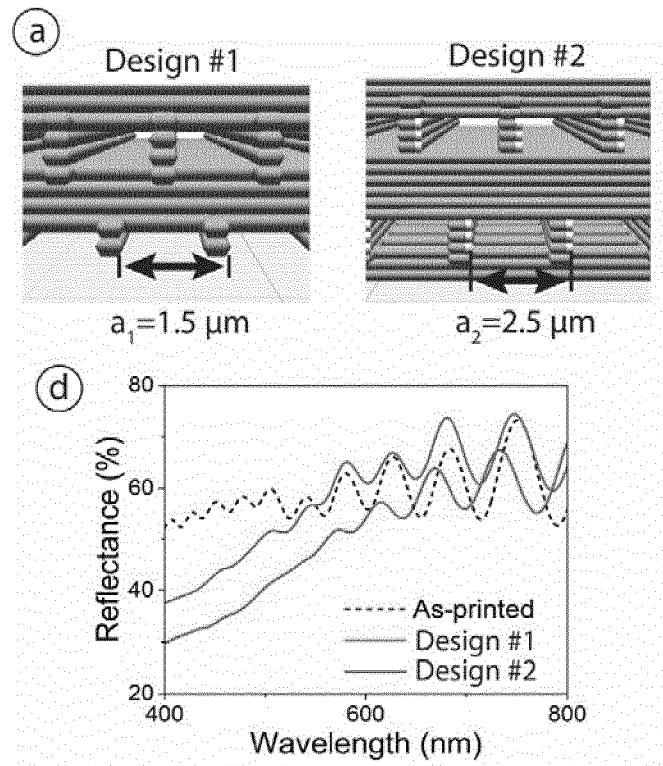 a
Design #1
Design #2
a₁=1.5 μm
a₂=2.5 μm
d
80
60
40
20
Reflectance (%)
As-printed
Design #1
Design #2
400
600
800
Wavelength (nm)